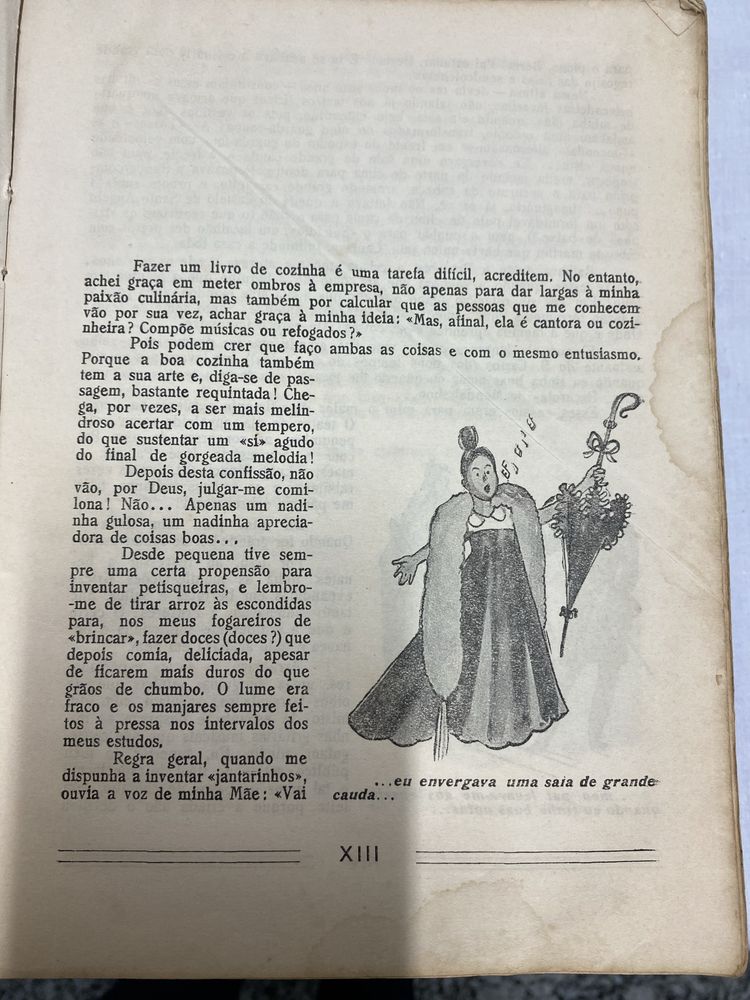 Fazer um livro de cozinha é uma tarefa difícil, acreditem. No entanto,
achei graça em meter ombros à empresa, não apenas para dar largas à minha
paixão culinária, mas também por calcular que as pessoas que me conhecem
vão por sua vez, achar graça à minha ideia: «Mas, afinal, ela é cantora ou cozi-
nheira? Compõe músicas ou refogados?»
Pois podem crer que faço ambas as coisas e com o mesmo entusiasmo.
Porque a boa cozinha também
tem a sua arte e, diga-se de pas-
sagem, bastante requintada! Che-
ga, por vezes, a ser mais melin-
droso acertar com um tempero,
do que sustentar um «si» agudo
do final de gorgeada melodia!
Depois desta confissão, não
vão, por Deus, julgar-me comi-
lona! Não... Apenas um nadi-
nha gulosa, um nadinha aprecia-
dora de coisas boas...
Desde pequena tive sem-
pre uma certa propensão para
inventar petisqueiras, e lembro-
-me de tirar arroz às escondidas
para, nos meus fogareiros de
«brincar», fazer doces (doces?) que
depois comia, deliciada, apesar
de ficarem mais duros do que
grãos de chumbo. O lume era
fraco e os manjares sempre fei-
tos à pressa nos intervalos dos
meus estudos.
Regra geral, quando me
dispunha a inventar «jantarinhos»,
ouvia a voz de minha Mãe: «Vai
...eu envergava uma saia de grande
cauda...
XIII